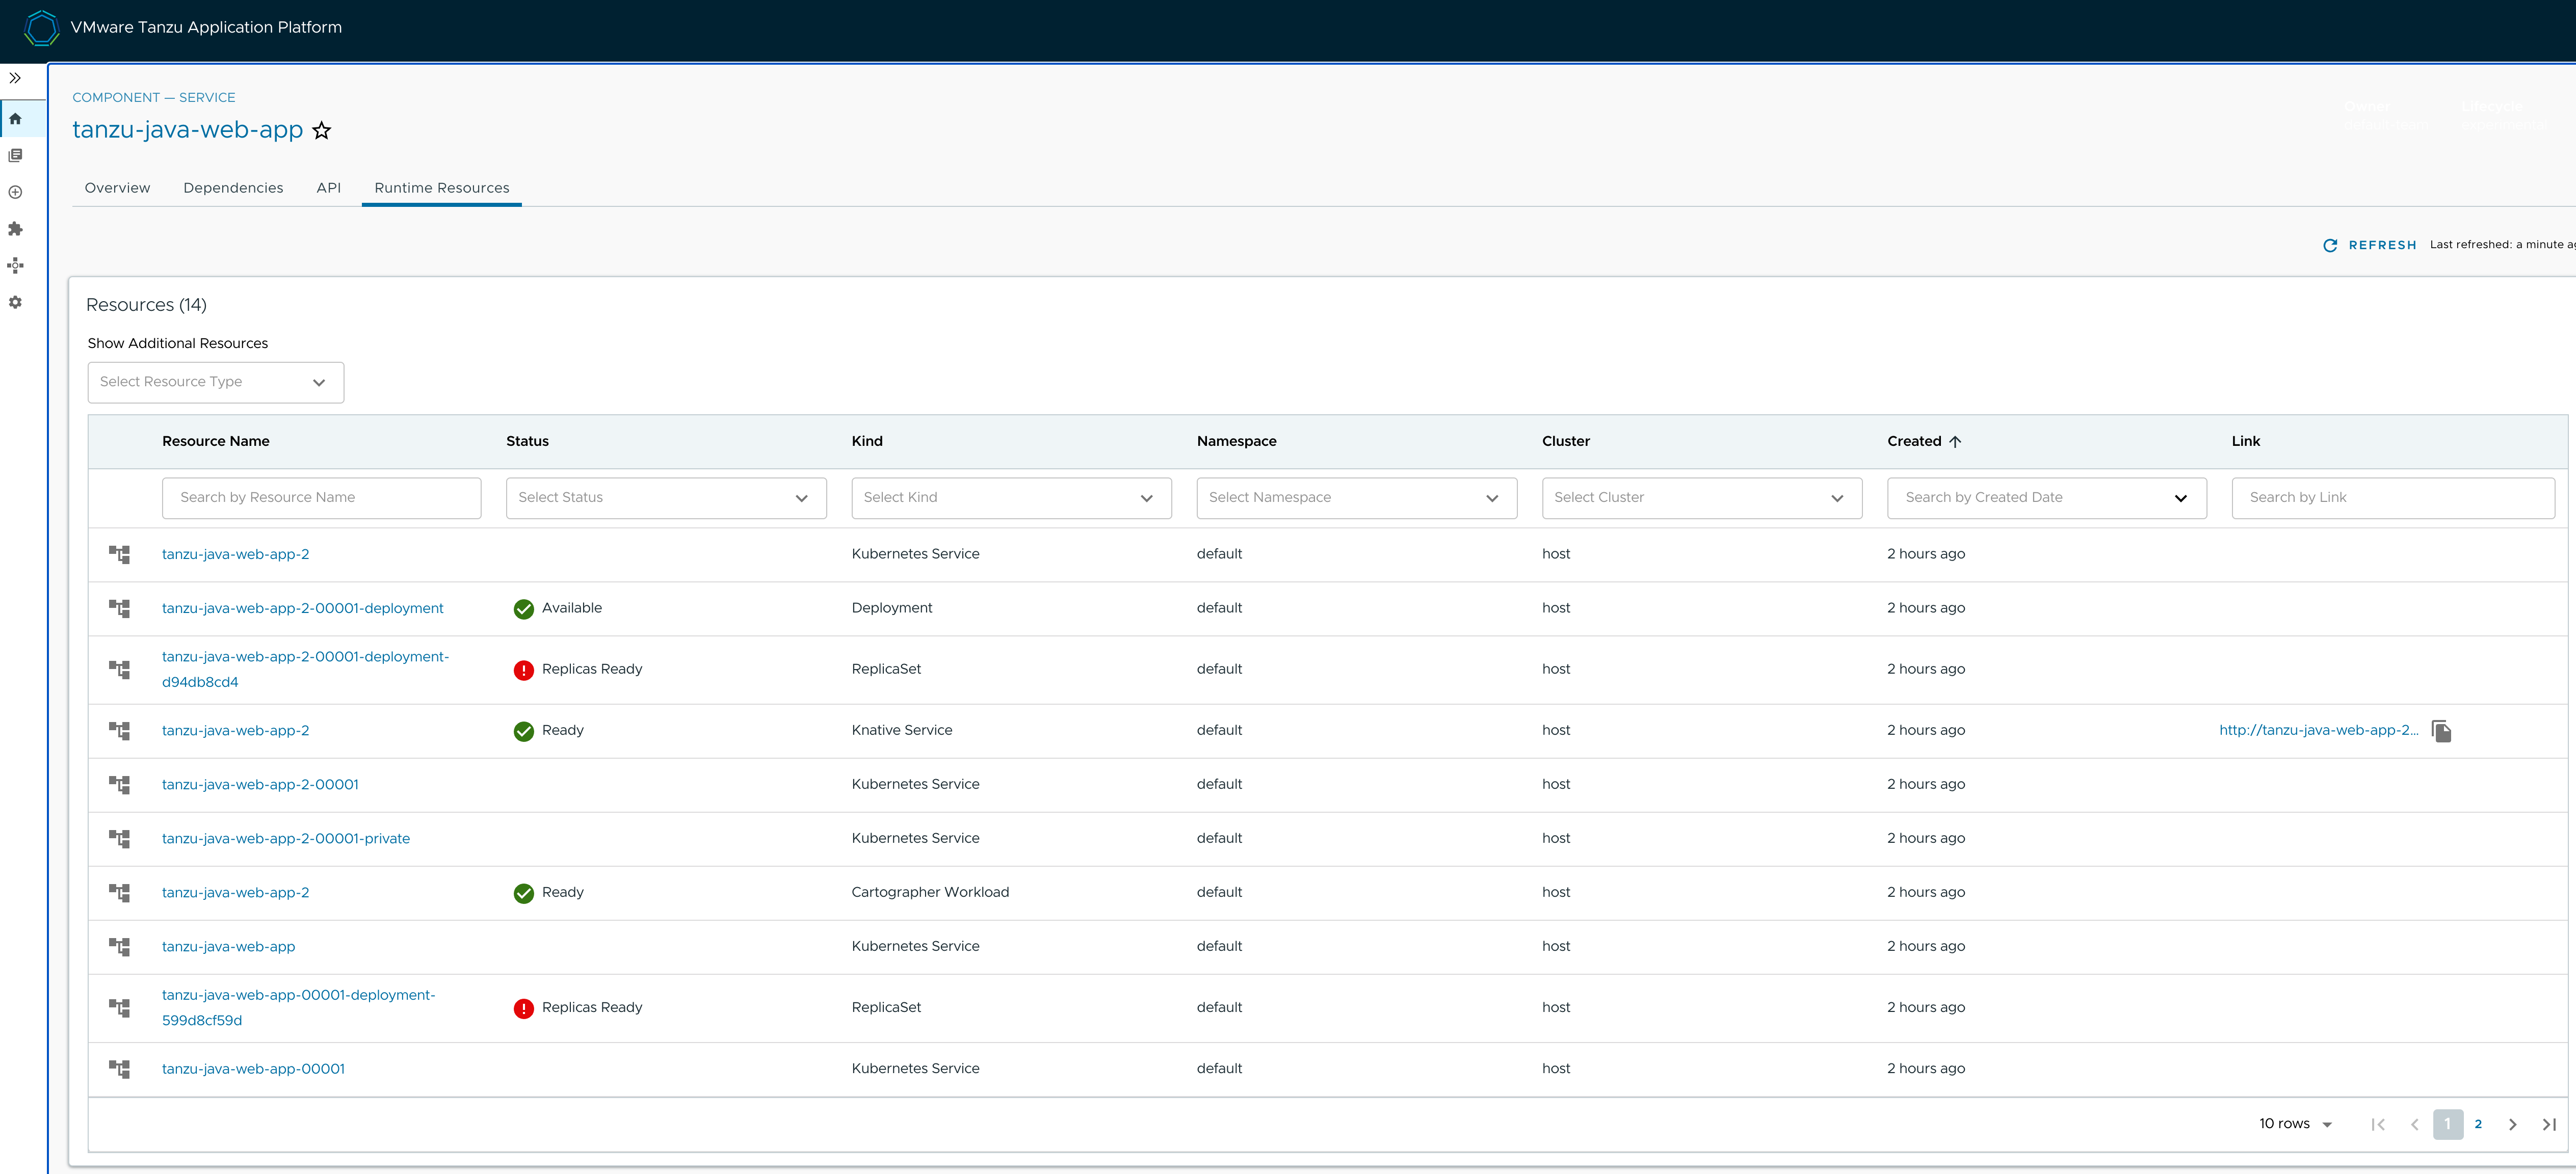 VMware Tanzu Application Platform
COMPONENT — SERVICE
tanzu-java-web-app
Owner
Lifecycle
Overview Dependencies API Runtime Resources
REFRESH Last refreshed: a minute a
Resources (14)
Show Additional Resources
Select Resource Type
Resource Name Status Kind Namespace Cluster Created Link
Search by Resource Name Select Status Select Kind Select Namespace Select Cluster Search by Created Date Search by Link
tanzu-java-web-app-2 Kubernetes Service default host 2 hours ago
tanzu-java-web-app-2-00001-deployment Available Deployment default host 2 hours ago
tanzu-java-web-app-2-00001-deployment-
d94db8cd4 Replicas Ready ReplicaSet default host 2 hours ago
tanzu-java-web-app-2 Ready Knative Service default host 2 hours ago http://tanzu-java-web-app-2...
tanzu-java-web-app-2-00001 Kubernetes Service default host 2 hours ago
tanzu-java-web-app-2-00001-private Kubernetes Service default host 2 hours ago
tanzu-java-web-app-2 Ready Cartographer Workload default host 2 hours ago
tanzu-java-web-app Kubernetes Service default host 2 hours ago
tanzu-java-web-app-00001-deployment-
599d8cf59d Replicas Ready ReplicaSet default host 2 hours ago
tanzu-java-web-app-00001 Kubernetes Service default host 2 hours ago
10 rows 1 2